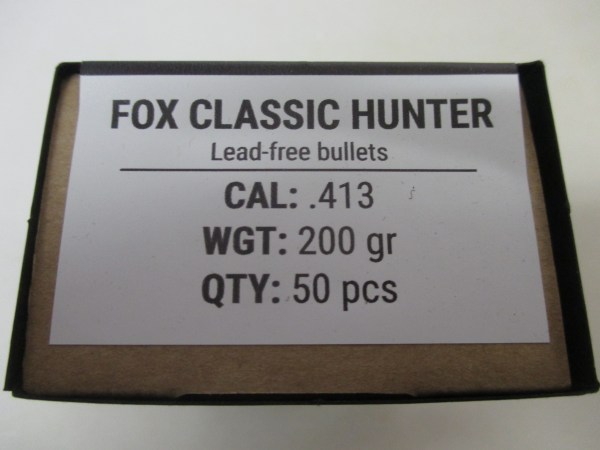 FOX CLASSIC HUNTER
Lead-free bullets
CAL: .413
WGT: 200 gr
QTY: 50 pcs